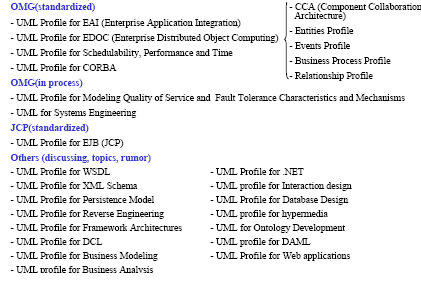 OMG(standardized)
- UML Profile for EAI (Enterprise Application Integration)
- UML Profile for EDOC (Enterprise Distributed Object Computing)
- UML Profile for Schedulability, Performance and Time
- UML Profile for CORBA
- CCA (Component Collaboration
Architecture)
- Entities Profile
- Events Profile
- Business Process Profile
- Relationship Profile
OMG(in process)
- UML Profile for Modeling Quality of Service and Fault Tolerance Characteristics and Mechanisms
- UML for Systems Engineering
JCP(standardized)
- UML Profile for EJB (JCP)
Others (discussing, topics, rumor)
- UML Profile for WSDL
- UML Profile for XML Schema
- UML Profile for Persistence Model
- UML Profile for Reverse Engineering
- UML Profile for Framework Architectures
- UML Profile for DCL
- UML Profile for Business Modeling
- UML profile for Business Analysis
- UML Profile for .NET
- UML profile for Interaction design
- UML Profile for Database Design
- UML profile for hypermedia
- UML for Ontology Development
- UML profile for DAML
- UML Profile for Web applications